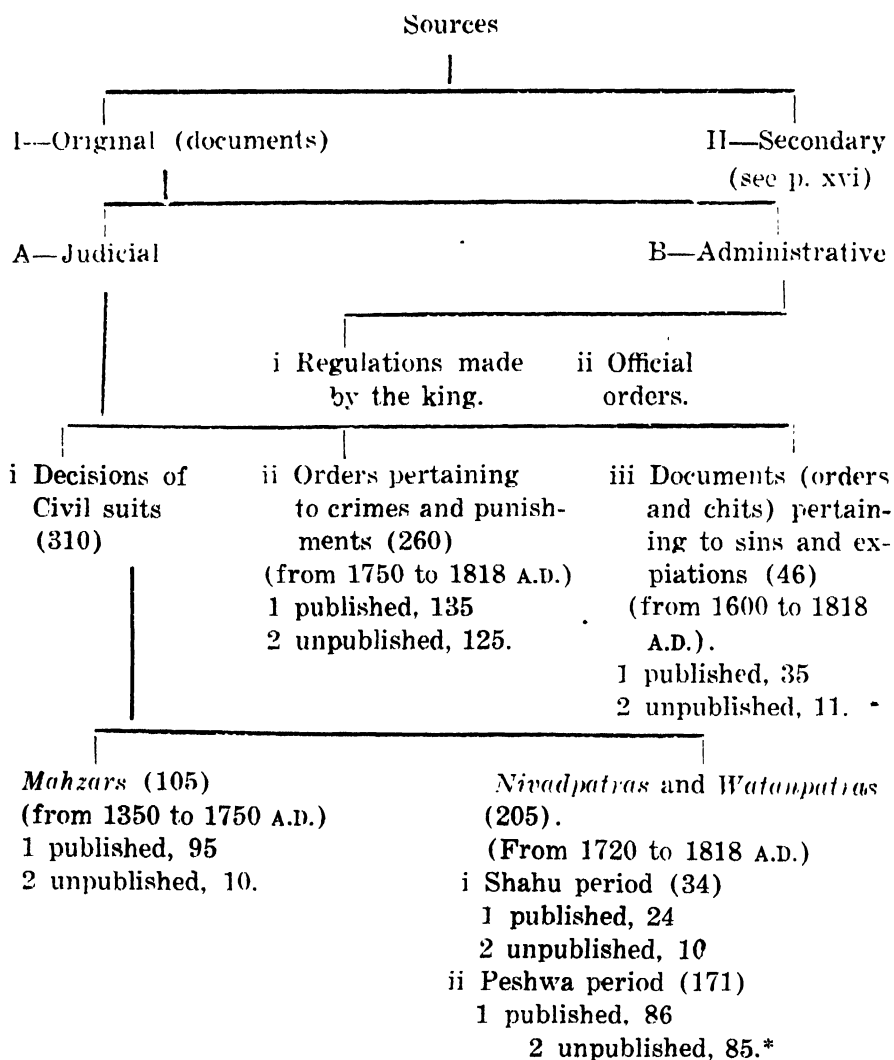 Sources
I—Original (documents)
II—Secondary
(see p. xvi)
A—Judicial
B—Administrative
i Regulations made
by the king.
ii Official
orders.
i Decisions of
Civil suits
(310)
ii Orders pertaining
to crimes and punish-
ments (260)
(from 1750 to 1818 A.D.)
1 published, 135
2 unpublished, 125.
iii Documents (orders
and chits) pertain-
ing to sins and ex-
piations (46)
(from 1600 to 1818
A.D.).
1 published, 35
2 unpublished, 11.
Mahzars (105)
(from 1350 to 1750 A.D.)
1 published, 95
2 unpublished, 10.
Nivadpatras and Watanpatras
(205).
(From 1720 to 1818 A.D.)
i Shahu period (34)
1 published, 24
2 unpublished, 10
ii Peshwa period (171)
1 published, 86
2 unpublished, 85.*